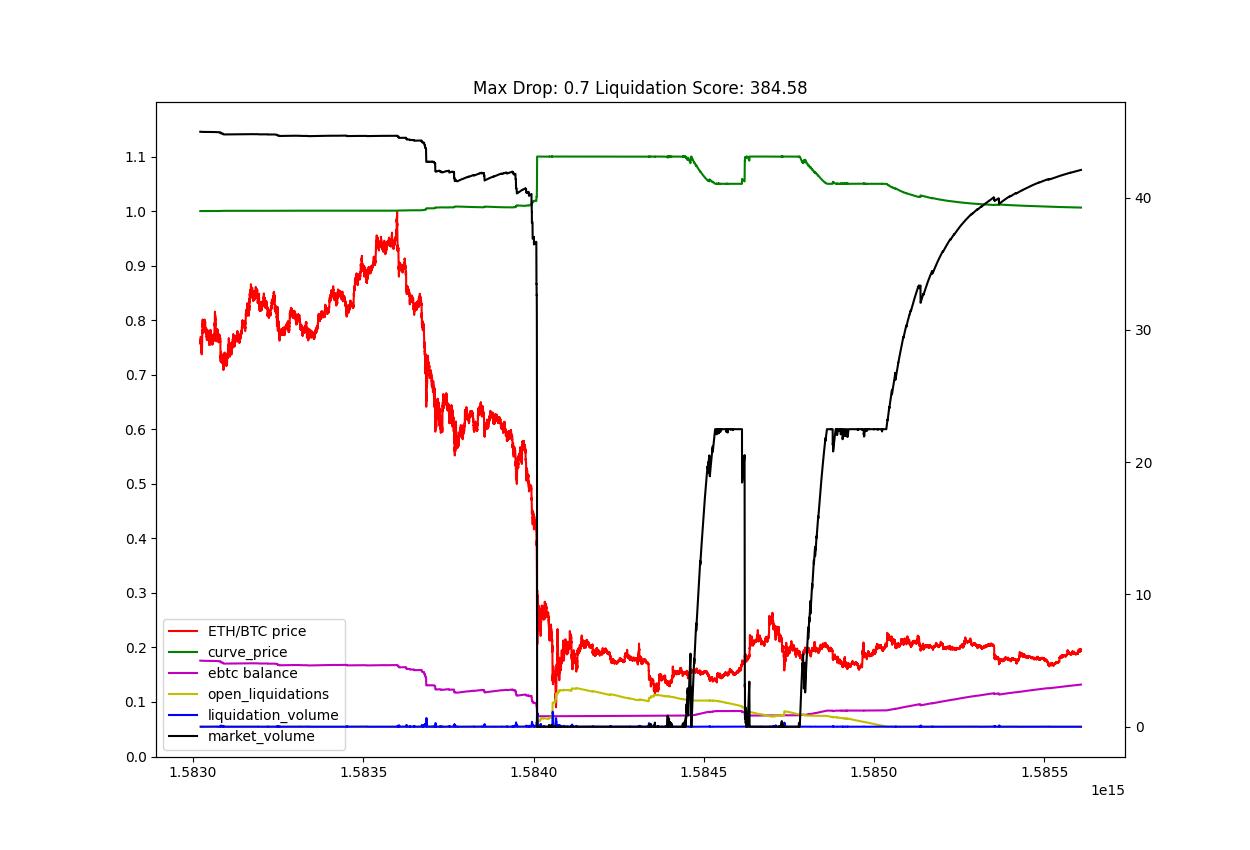 Max Drop: 0.7 Liquidation Score: 384.58
1.1
1.0
0.9
0.8
0.7
0.6
0.5
0.4
0.3
0.2
0.1
0.0
40
30
20
10
0
ETH/BTC price
curve_price
ebtc balance
open_liquidations
liquidation_volume
market_volume
1.5830 1.5835 1.5840 1.5845 1.5850 1.5855
1e15